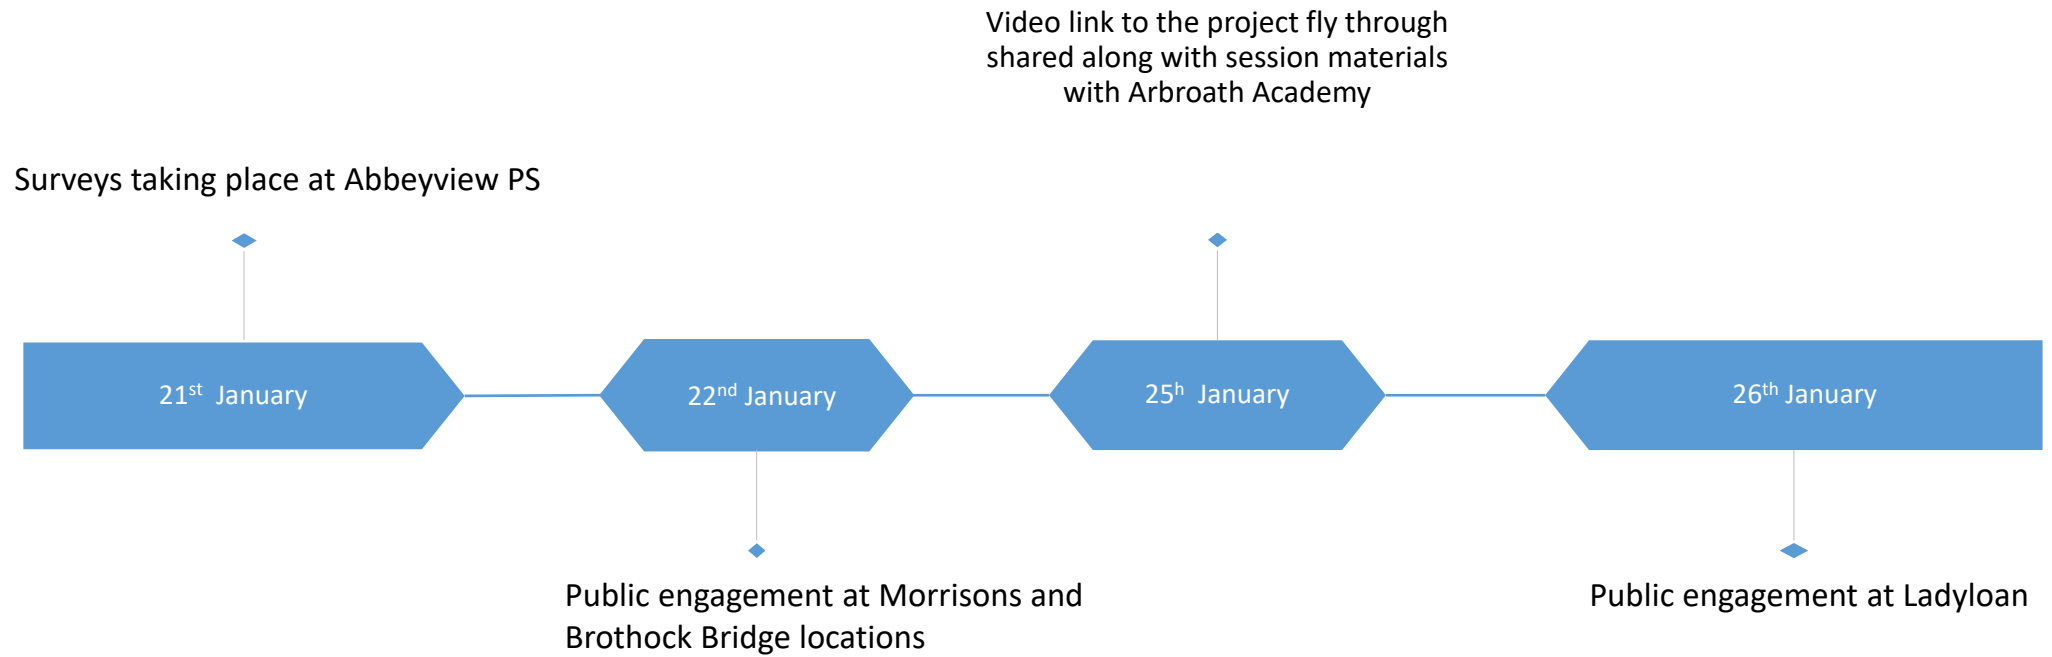 Video link to the project fly through
shared along with session materials
with Arbroath Academy
Surveys taking place at Abbeyview PS
21st January
22nd January
25h January
26th January
Public engagement at Morrisons and
Brothock Bridge locations
Public engagement at Ladyloan